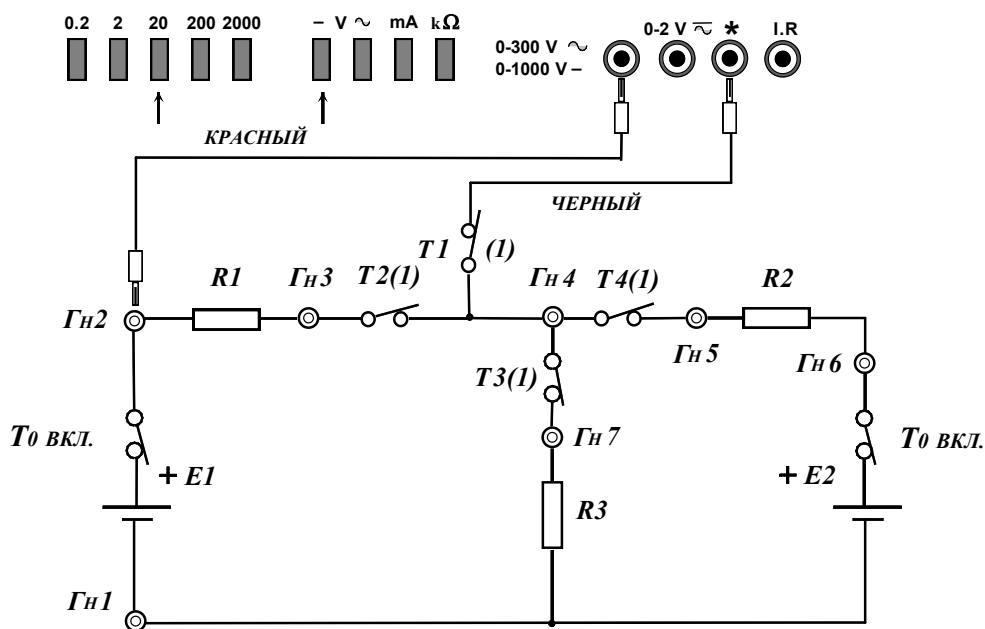 0.2 2 20 200 2000 – V ~ mA kΩ
0-300 V ~ 0-2 V ≂ * I.R
0-1000 V –
КРАСНЫЙ
ЧЕРНЫЙ
T1 (1)
R1 Гн3 T2(1) Гн4 T4(1) R2
Гн2
Гн5 Гн6
T3(1)
T0 ВКЛ. Гн7 T0 ВКЛ.
+ E1 + E2
R3
Гн1